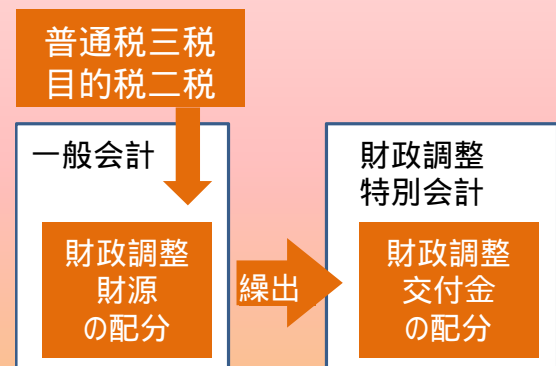 普通税三税
目的税二税
一般会計
財政調整
財源
の配分
繰出
財政調整
特別会計
財政調整
交付金
の配分